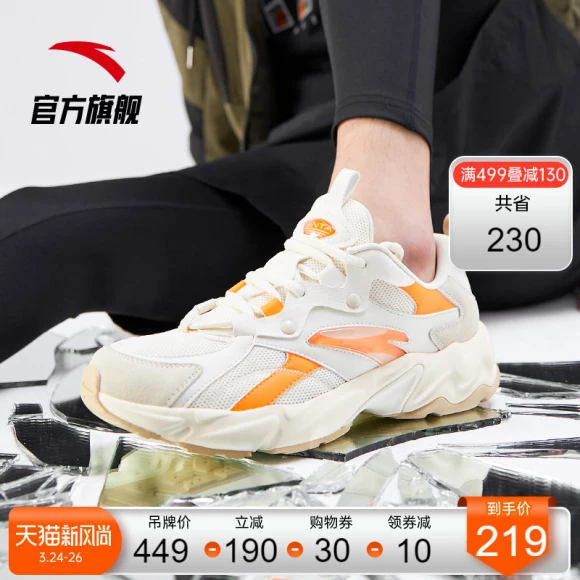 官方旗舰
满499叠减130
共省
230
ANTA
天猫新风尚
3.24-26
吊牌价 立减 购物券 领券减
449 - 190 - 30 - 10
到手价
219